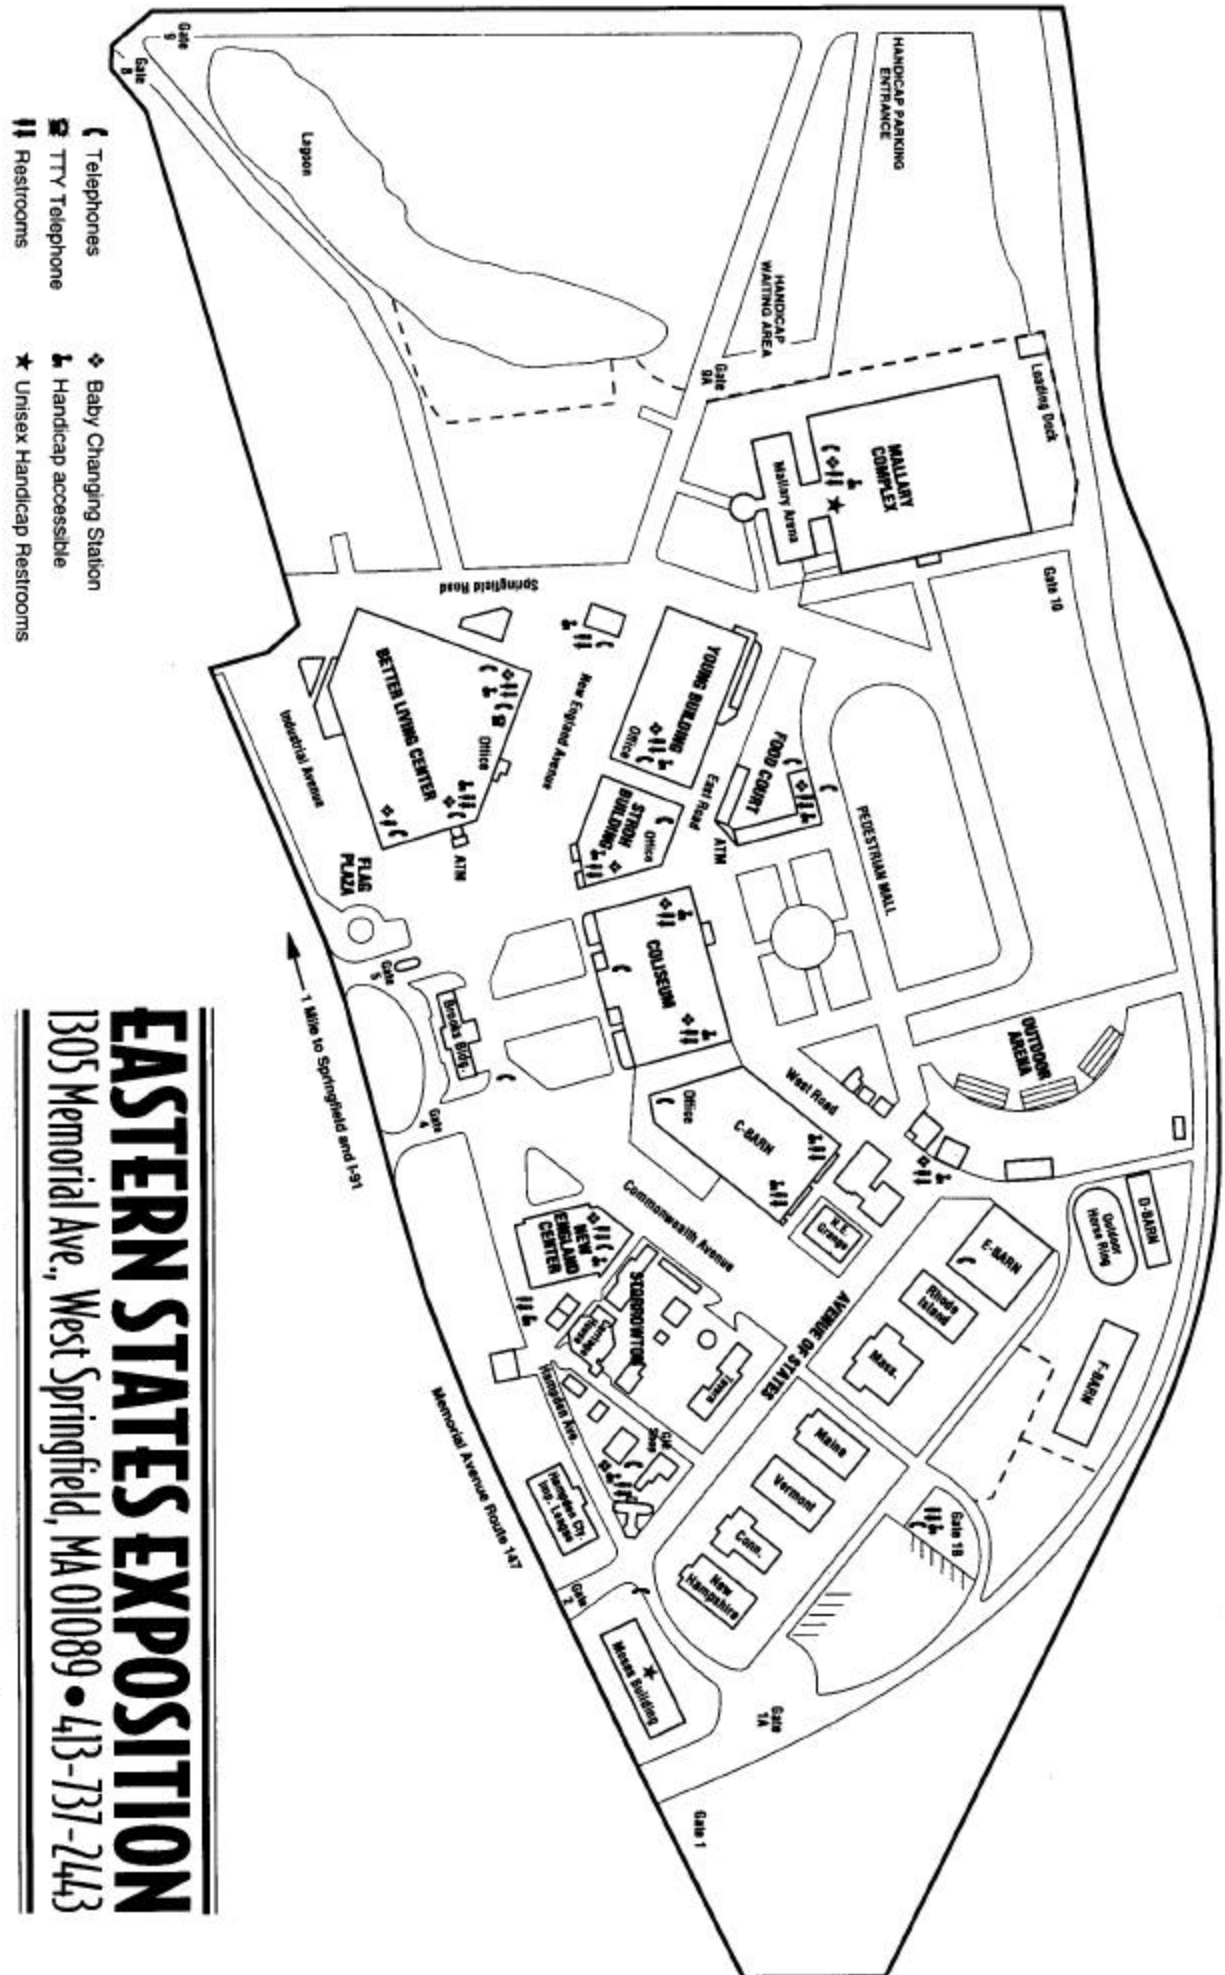 HANDICAP PARKING
ENTRANCE
HANDICAP
WAITING AREA
Gate
9
Gate
8
Lagoon
Gate
9A
Loading Dock
MALLARY
COMPLEX
Mallary Arena
Gate 10
Springfield Road
YOUNG BUILDING
Office
FOOD COURT
PEDESTRIAN MALL
New England Avenue
East Road
ATM
STROH
BUILDING
Office
BETTER LIVING CENTER
Office
ATM
Industrial Avenue
FLAG
PLAZA
COLISEUM
OUTDOOR
ARENA
West Road
Gate
5
Brooks Bldg.
Gate
4
1 Mile to Springfield and I-91
Office
C-BARN
N.E.
Grange
D-BARN
Outdoor
Horse Ring
E-BARN
F-BARN
Rhode
Island
Mass.
Commonwealth Avenue
AVENUE OF STATES
NEW
ENGLAND
CENTER
STORROWTON
Carriage
House
Tavern
Gift
Shop
Hampden Ave.
Hampden Cty.
Imp. League
Maine
Vermont
Conn.
New
Hampshire
Gate 1B
Memorial Avenue Route 147
Gate
2
Moses Building
Gate
1A
Gate 1
Telephones
TTY Telephone
Restrooms
Baby Changing Station
Handicap accessible
Unisex Handicap Restrooms
EASTERN STATES EXPOSITION
1305 Memorial Ave., West Springfield, MA 01089 • 413-737-2443